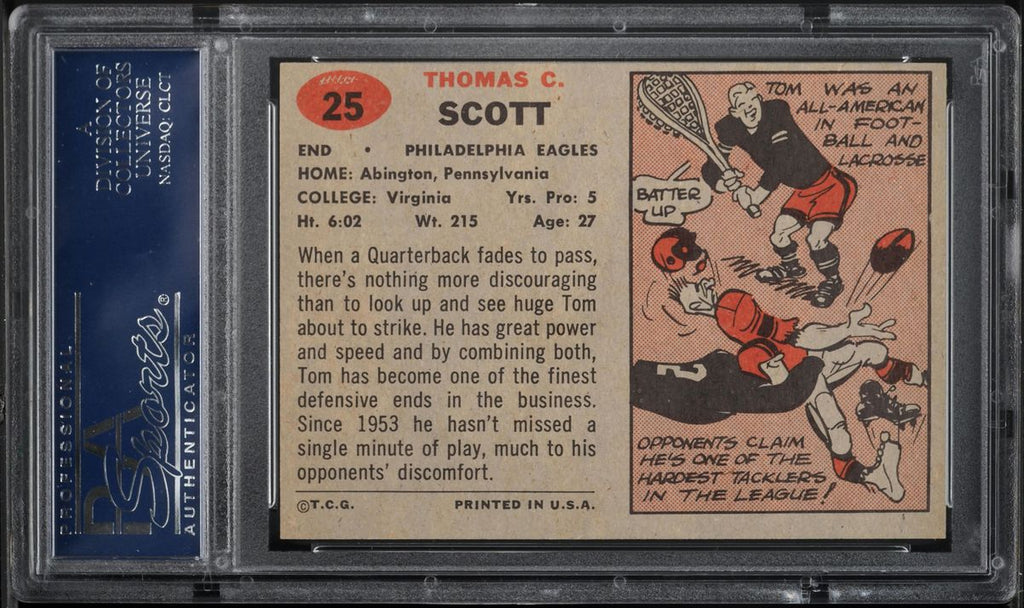 A
DIVISION OF
COLLECTORS
UNIVERSE
NASDAQ: CLCT
PROFESSIONAL
PSA
Sports®
AUTHENTICATOR
25
THOMAS C.
SCOTT
END • PHILADELPHIA EAGLES
HOME: Abington, Pennsylvania
COLLEGE: Virginia Yrs. Pro: 5
Ht. 6:02 Wt. 215 Age: 27
When a Quarterback fades to pass,
there's nothing more discouraging
than to look up and see huge Tom
about to strike. He has great power
and speed and by combining both,
Tom has become one of the finest
defensive ends in the business.
Since 1953 he hasn't missed a
single minute of play, much to his
opponents' discomfort.
©T.C.G. PRINTED IN U.S.A.
TOM WAS AN
ALL-AMERICAN
IN FOOT-
BALL AND
LACROSSE
BATTER
UP
2
OPPONENTS CLAIM
HE'S ONE OF THE
HARDEST TACKLERS
IN THE LEAGUE!